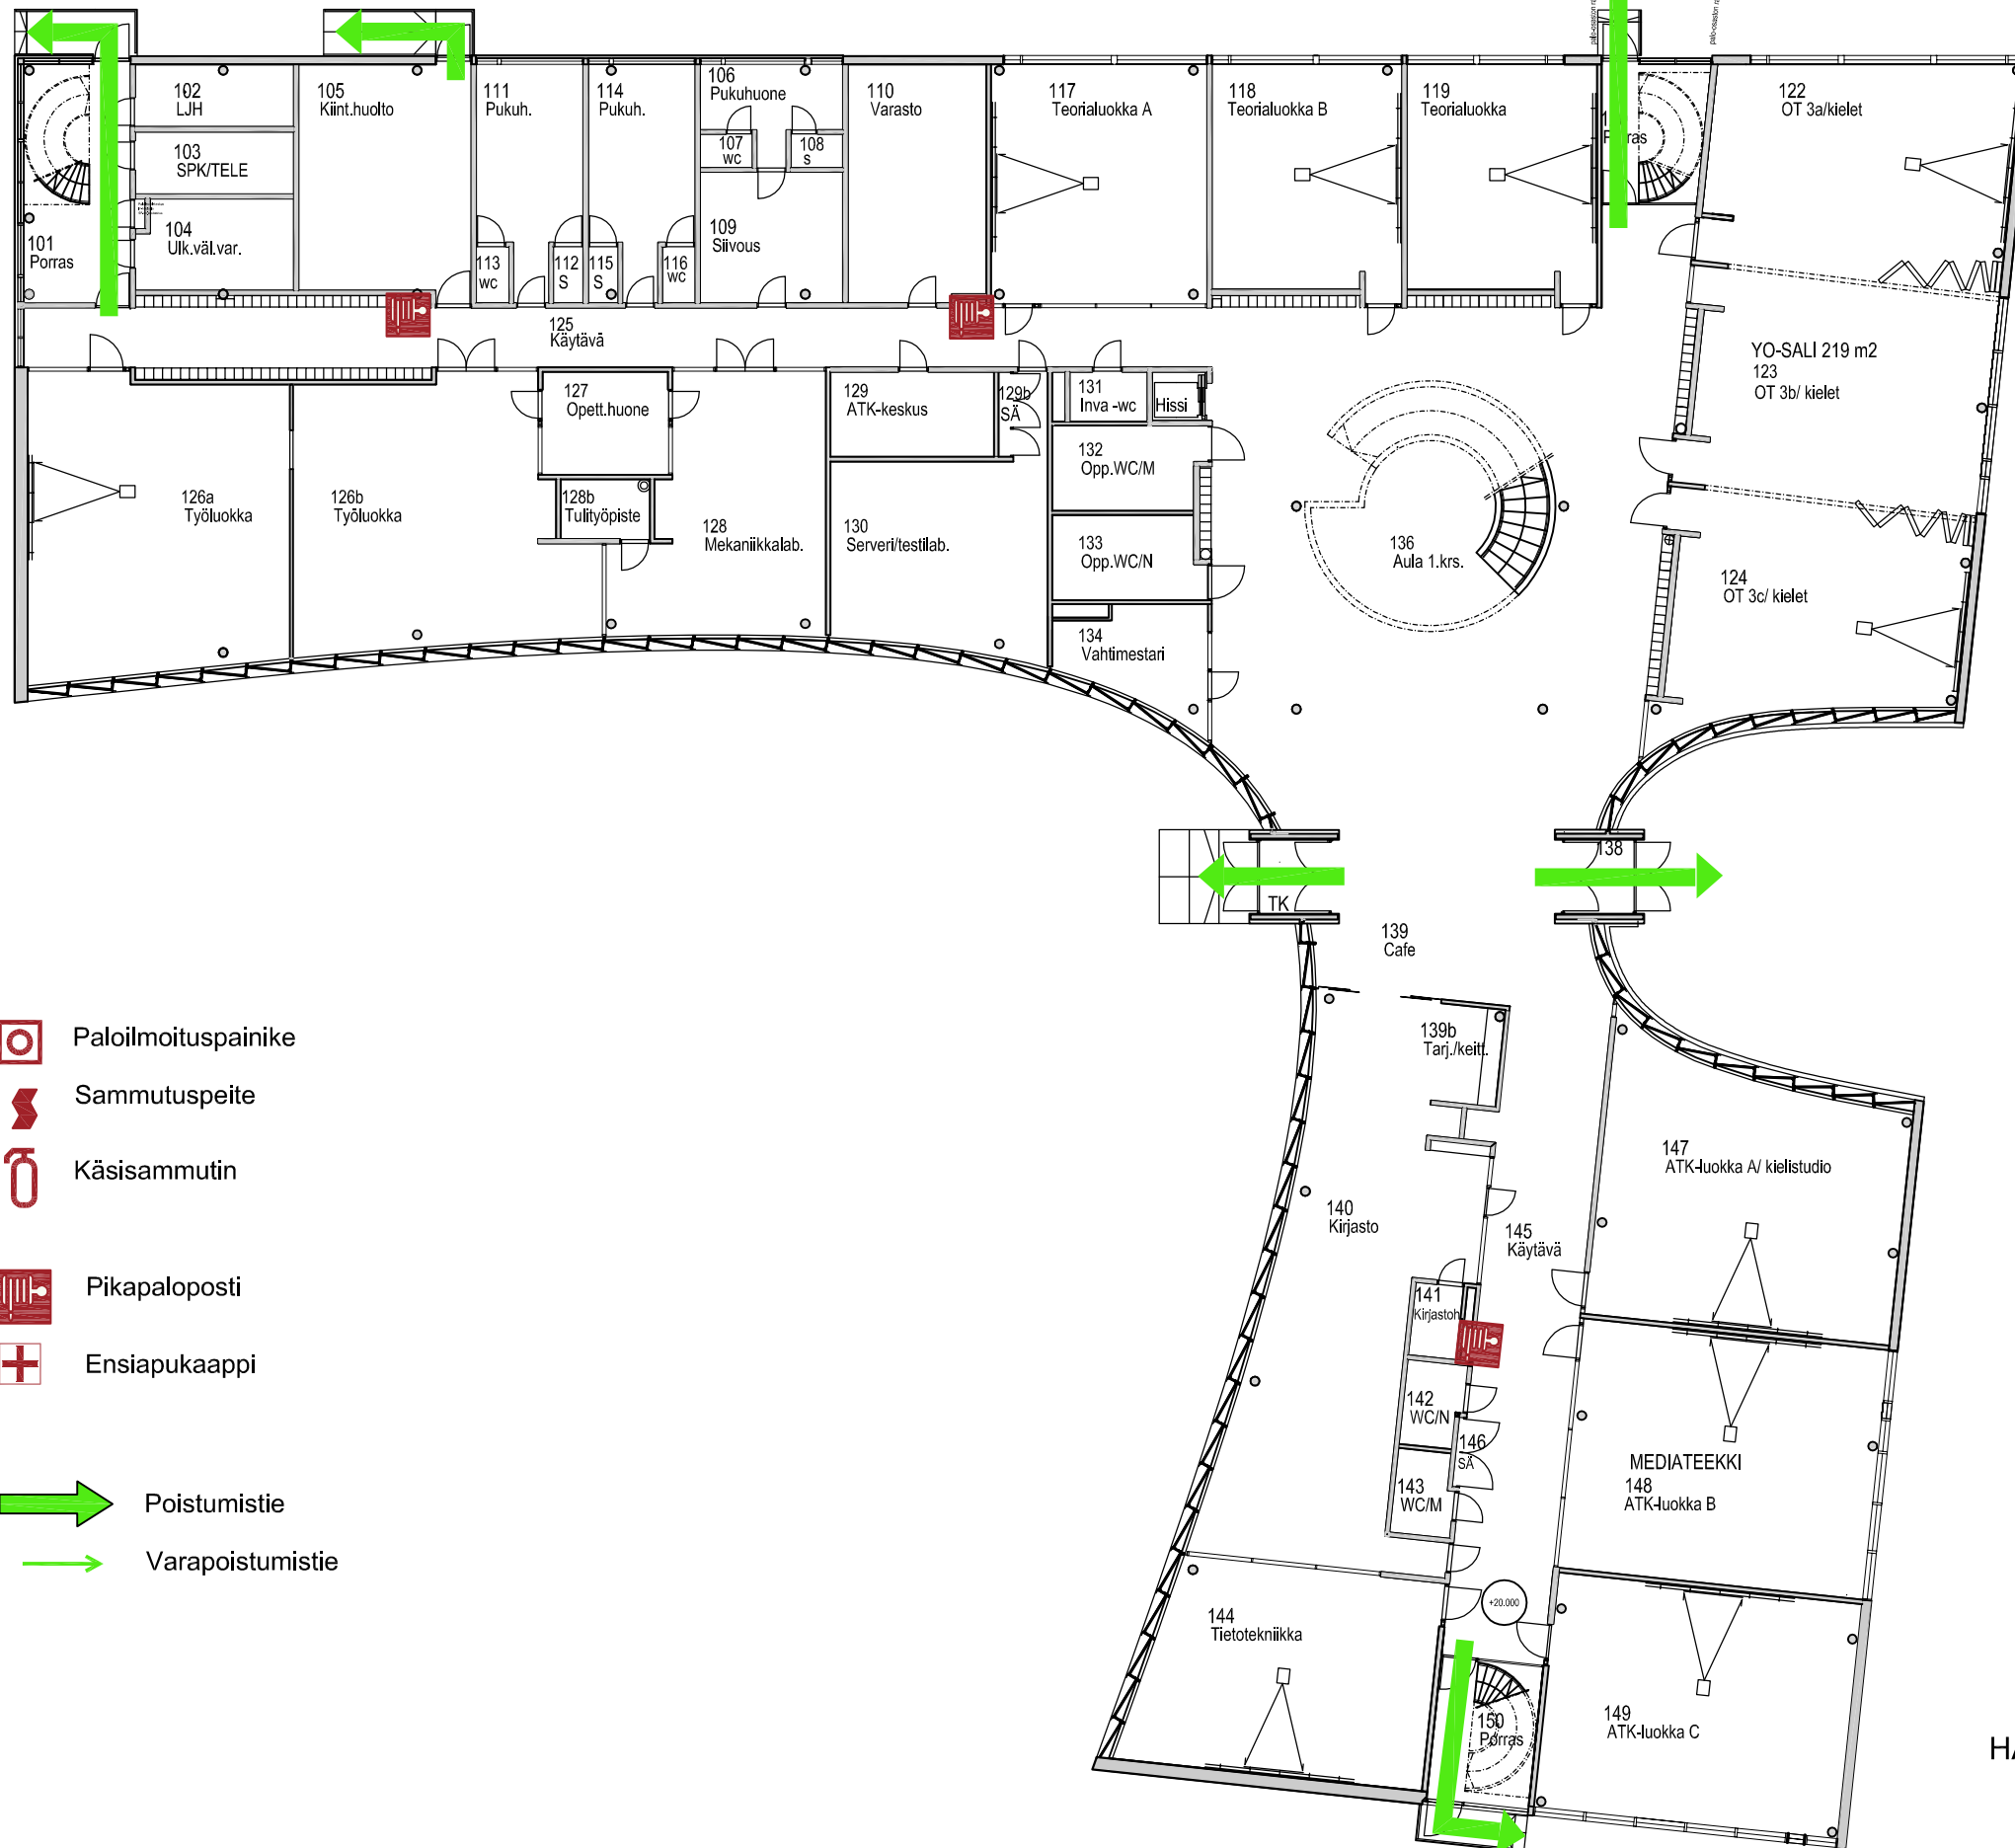 102
LJH
103
SPK/TELE
104
Ulk.väl.var.
101
Porras
105
Kiint.huolto
111
Pukuh.
114
Pukuh.
106
Pukuhuone
107
wc
108
s
109
Siivous
110
Varasto
113
wc
112
S
115
S
116
wc
117
Teorialuokka A
118
Teorialuokka B
119
Teorialuokka
122
OT 3a/kielet
YO-SALI 219 m2
123
OT 3b/ kielet
124
OT 3c/ kielet
125
Käytävä
126a
Työluokka
126b
Työluokka
127
Opett.huone
128b
Tulityöpiste
128
Mekaniikkalab.
129
ATK-keskus
129b
SÄ
130
Serveri/testilab.
131
Inva -wc
Hissi
132
Opp.WC/M
133
Opp.WC/N
134
Vahtimestari
136
Aula 1.krs.
138
TK
139
Cafe
139b
Tarj./keitt.
140
Kirjasto
141
Kirjastoh
142
WC/N
143
WC/M
144
Tietotekniikka
145
Käytävä
146
SÄ
147
ATK-luokka A/ kielistudio
MEDIATEEKKI
148
ATK-luokka B
149
ATK-luokka C
150
Porras
+20.000
Paloilmoituspainike
Sammutuspeite
Käsisammutin
Pikapaloposti
Ensiapukaappi
Poistumistie
Varapoistumistie